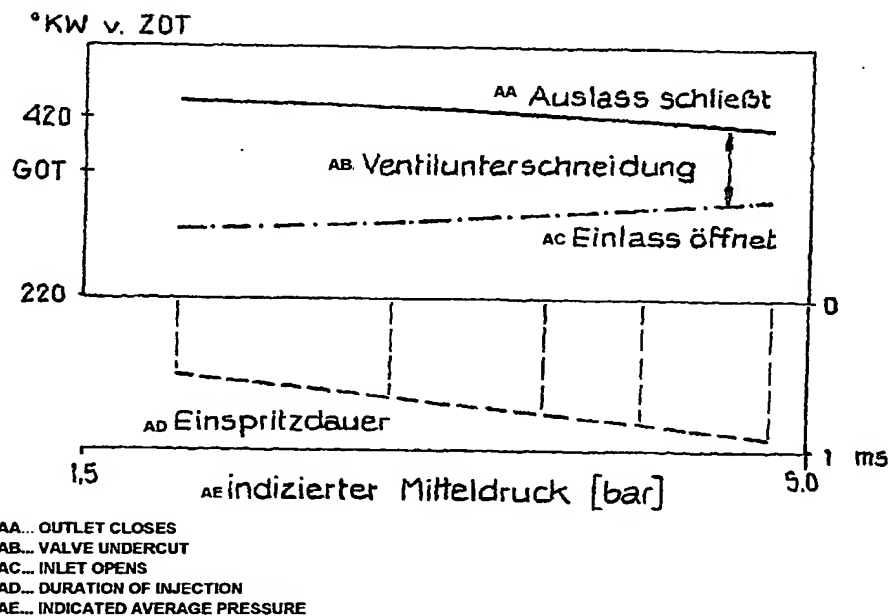 °KW v. ZOT
AA Auslass schließt
420
GOT
AB. Ventilunterschneidung
AC Einlass öffnet
220
0
AD Einspritzdauer
1 ms
1,5
5.0
AE indizierter Mitteldruck [bar]
AA... OUTLET CLOSES
AB... VALVE UNDERCUT
AC... INLET OPENS
AD... DURATION OF INJECTION
AE... INDICATED AVERAGE PRESSURE